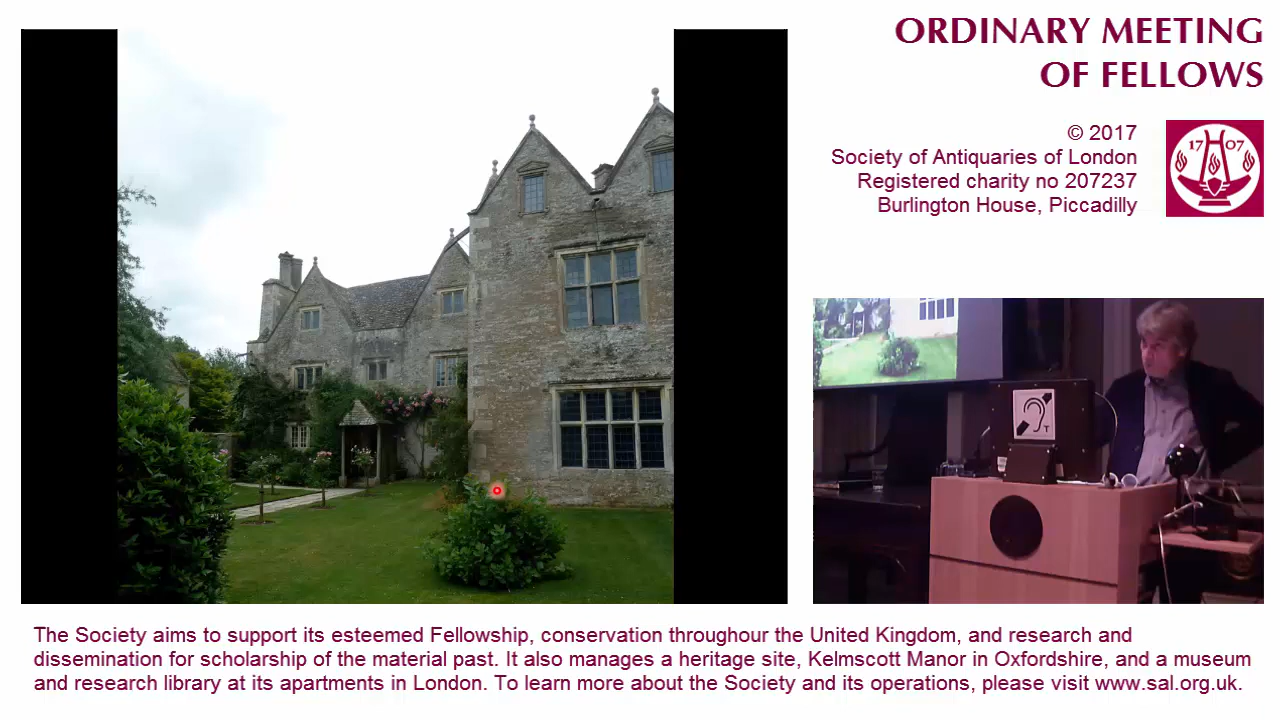 ORDINARY MEETING
OF FELLOWS
© 2017
Society of Antiquaries of London
Registered charity no 207237
Burlington House, Piccadilly
17 07
T
The Society aims to support its esteemed Fellowship, conservation throughour the United Kingdom, and research and
dissemination for scholarship of the material past. It also manages a heritage site, Kelmscott Manor in Oxfordshire, and a museum
and research library at its apartments in London. To learn more about the Society and its operations, please visit www.sal.org.uk.